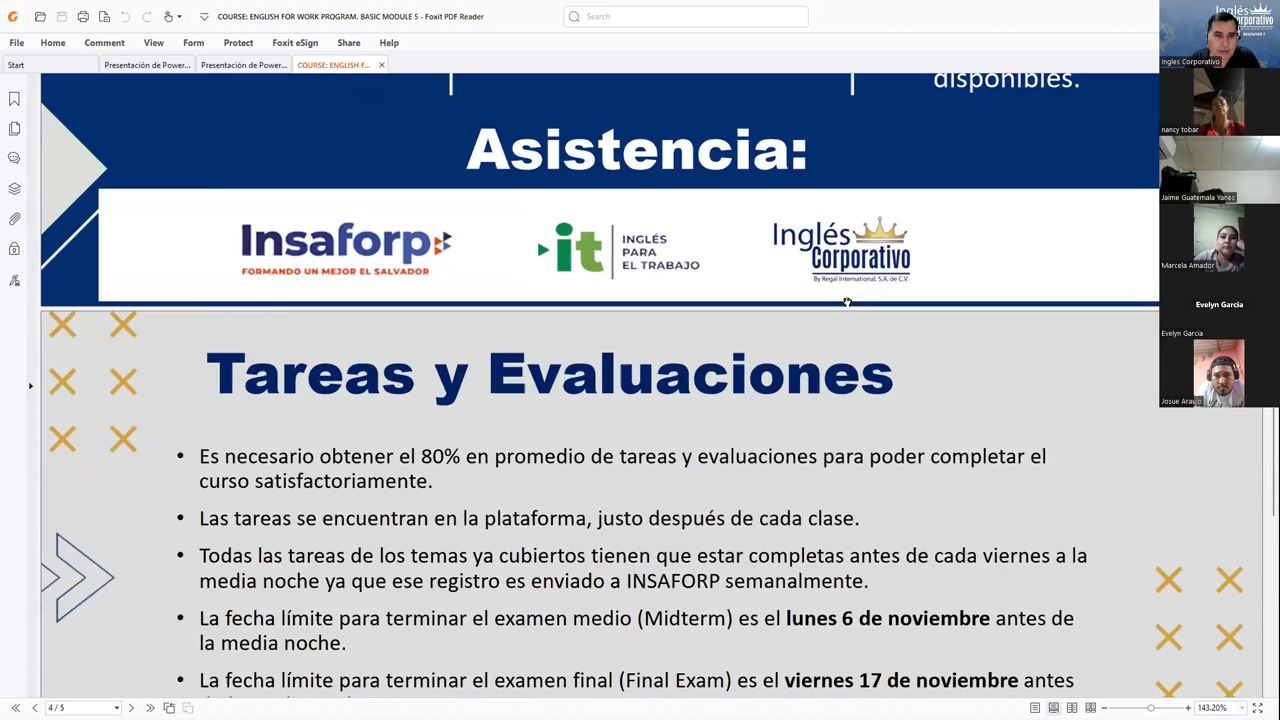 COURSE: ENGLISH FOR WORK PROGRAM. BASIC MODULE 5 - Foxit PDF Reader
Search
File Home Comment View Form Protect Foxit eSign Share Help
Start Presentación de Power... Presentación de Power... COURSE: ENGLISH F...
disponibles.
Asistencia:
Insaforp
FORMANDO UN MEJOR EL SALVADOR
it INGLÉS PARA EL TRABAJO
Inglés Corporativo
By Regal International, S.A. de C.V.
Tareas y Evaluaciones
• Es necesario obtener el 80% en promedio de tareas y evaluaciones para poder completar el
curso satisfactoriamente.
• Las tareas se encuentran en la plataforma, justo después de cada clase.
• Todas las tareas de los temas ya cubiertos tienen que estar completas antes de cada viernes a la
media noche ya que ese registro es enviado a INSAFORP semanalmente.
• La fecha límite para terminar el examen medio (Midterm) es el lunes 6 de noviembre antes de
la media noche.
• La fecha límite para terminar el examen final (Final Exam) es el viernes 17 de noviembre antes
4 / 5
143.20%
Inglés Corporativo
BEGINNER 1
Ingles Corporativo
nancy tobar
Jaime Guatemala Yanes
Marcela Amador
Evelyn Garcia
Evelyn Garcia
Josue Araujo